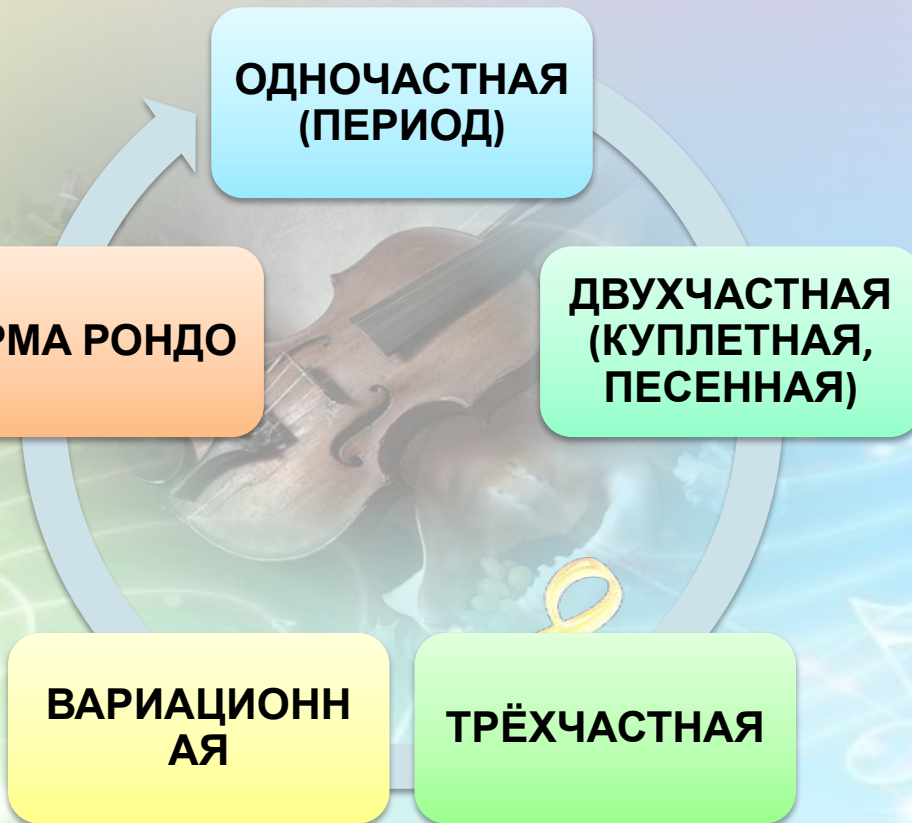 ОДНОЧАСТНАЯ
(ПЕРИОД)
ДВУХЧАСТНАЯ
(КУПЛЕТНАЯ,
ПЕСЕННАЯ)
ТРЁХЧАСТНАЯ
ВАРИАЦИОНН
АЯ
РМА РОНДО